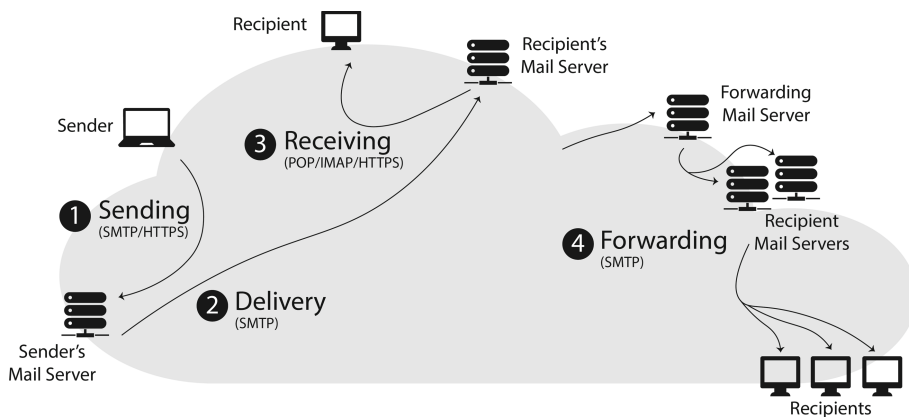 Recipient
Recipient's
Mail Server
Sender
3 Receiving
(POP/IMAP/HTTPS)
Forwarding
Mail Server
1 Sending
(SMTP/HTTPS)
Recipient
Mail Servers
4 Forwarding
(SMTP)
2 Delivery
(SMTP)
Sender's
Mail Server
Recipients